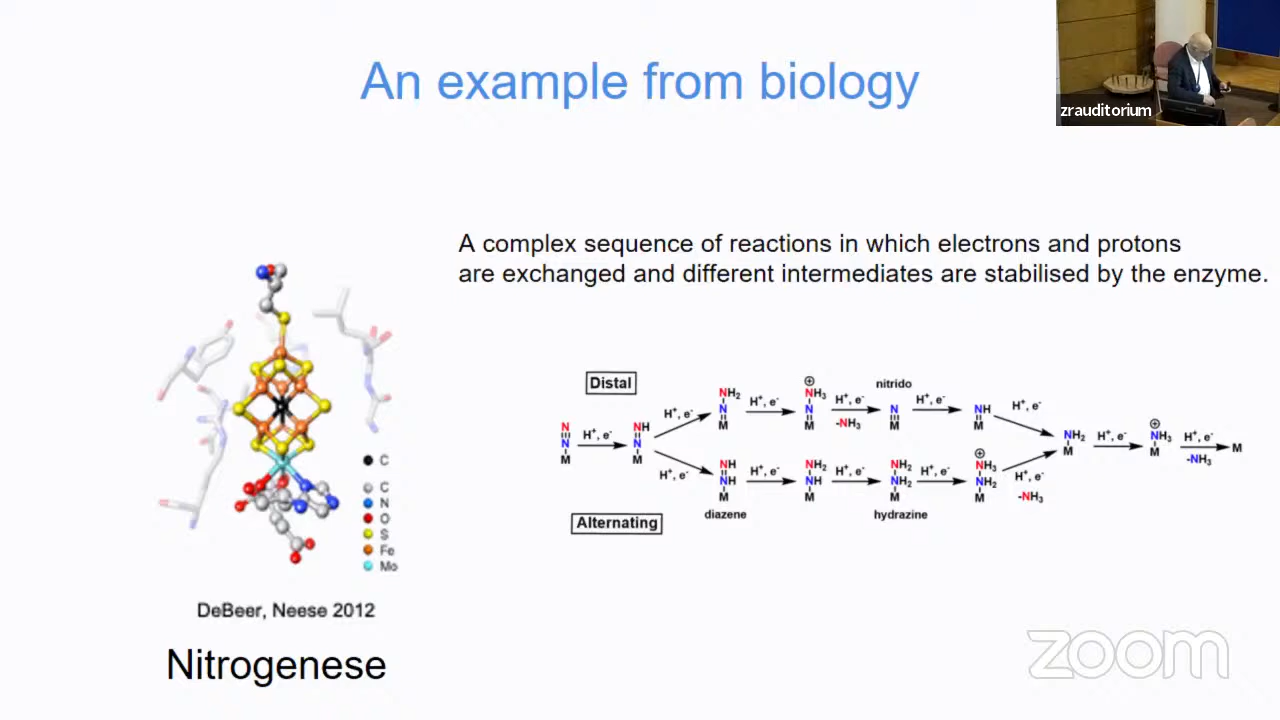 An example from biology
zrauditorium
A complex sequence of reactions in which electrons and protons
are exchanged and different intermediates are stabilised by the enzyme.
Distal
NH₂
N
M
H⁺, e⁻
⊕
NH₃
N
M
H⁺, e⁻
-NH₃
nitrido
N
M
H⁺, e⁻
NH
M
H⁺, e⁻
N
N
M
H⁺, e⁻
NH
N
M
H⁺, e⁻
H⁺, e⁻
NH₂
M
H⁺, e⁻
⊕
NH₃
M
H⁺, e⁻
-NH₃
M
NH
NH
M
diazene
H⁺, e⁻
NH₂
NH
M
H⁺, e⁻
NH₂
NH₂
M
hydrazine
H⁺, e⁻
⊕
NH₃
NH₂
M
H⁺, e⁻
-NH₃
Alternating
C
C
N
O
S
Fe
Mo
DeBeer, Neese 2012
Nitrogenese
zoom